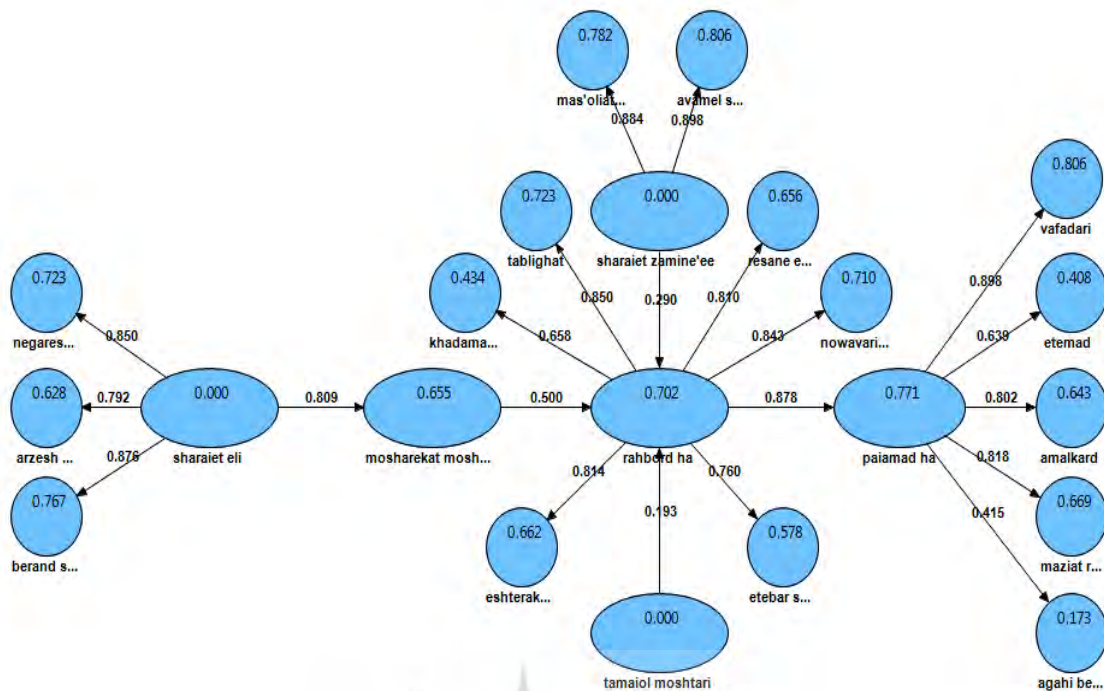 0.782
0.806
mas'oliat...
avamel s...
0.884
0.898
0.806
vafadari
0.723
0.000
0.656
tablighat
sharaiet zamine'ee
resane e...
0.723
0.434
0.710
0.408
negares...
khadama...
nowavari...
etemad
0.850
0.850
0.290
0.810
0.898
0.658
0.843
0.639
0.628
0.792
0.000
0.809
0.655
0.500
0.702
0.878
0.771
0.802
0.643
arzesh ...
sharaiet eli
mosharekat mosh...
rahbord ha
paiamad ha
amalkard
0.876
0.814
0.760
0.818
0.767
0.193
0.415
0.669
berand s...
0.662
0.578
maziat r...
eshterak...
etebar s...
0.000
0.173
tamaiol moshtari
agahi be...